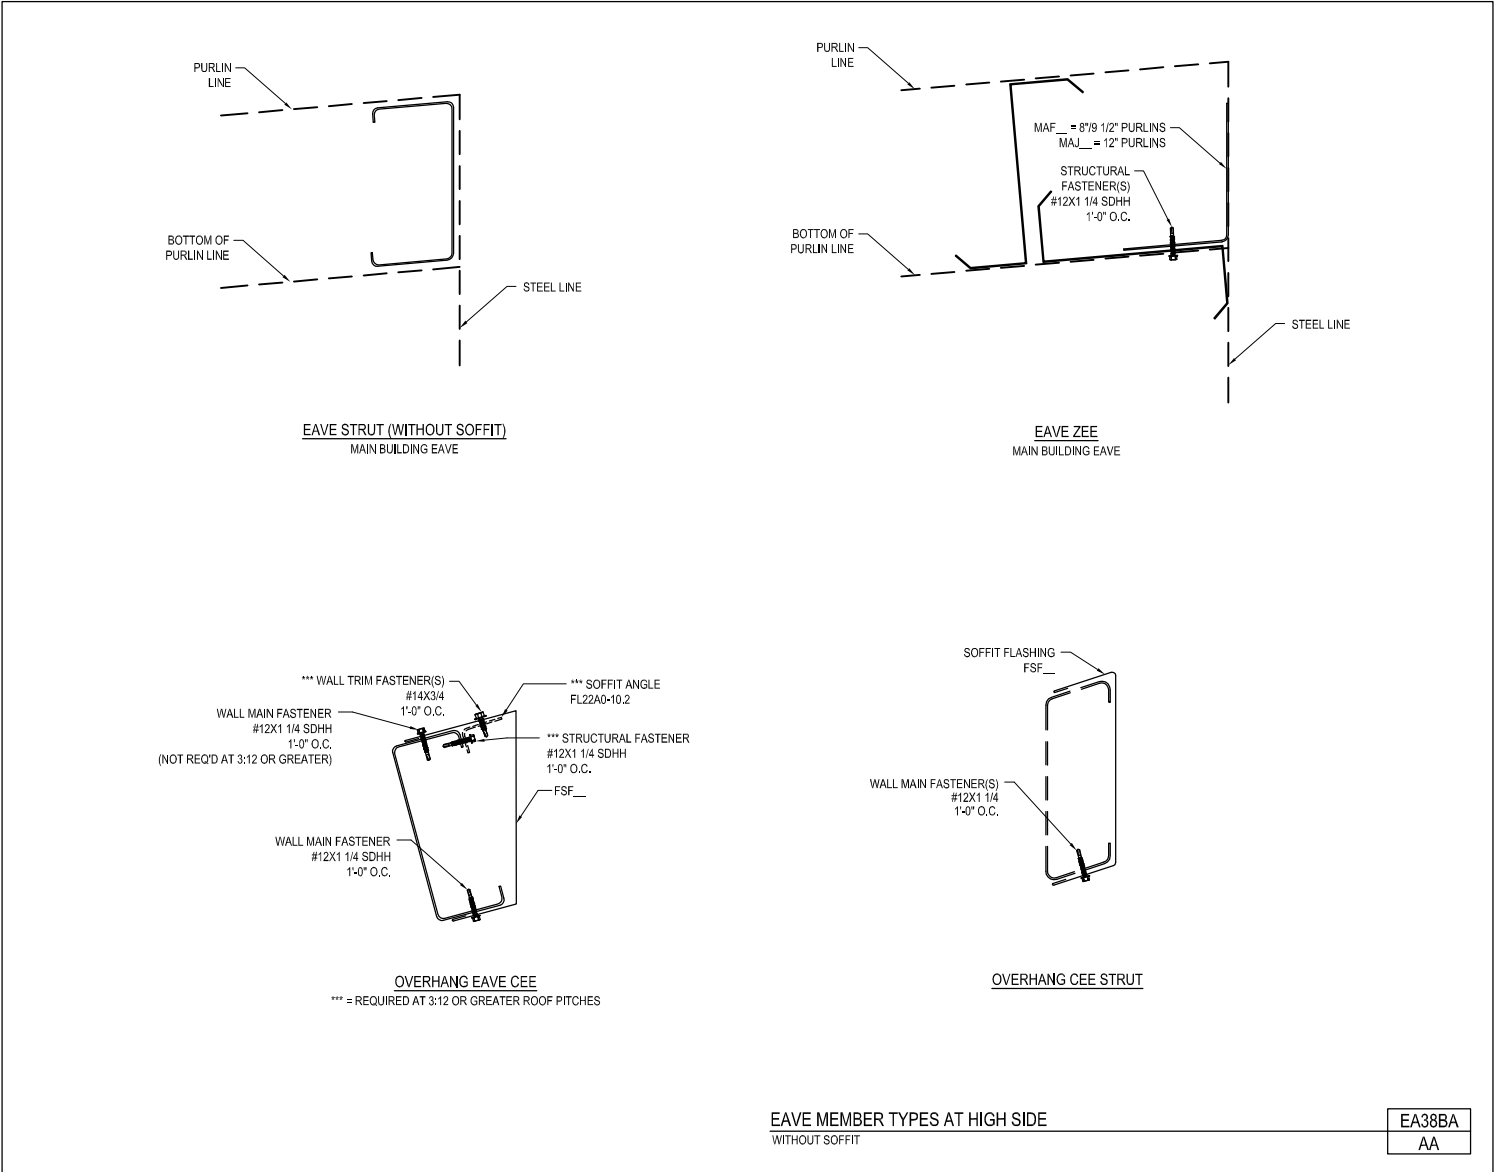 PURLIN
LINE
BOTTOM OF
PURLIN LINE
STEEL LINE
EAVE STRUT (WITHOUT SOFFIT)
MAIN BUILDING EAVE
PURLIN
LINE
MAF__ = 8"/9 1/2" PURLINS
MAJ__ = 12" PURLINS
STRUCTURAL
FASTENER(S)
#12X1 1/4 SDHH
1'-0" O.C.
BOTTOM OF
PURLIN LINE
STEEL LINE
EAVE ZEE
MAIN BUILDING EAVE
*** WALL TRIM FASTENER(S)
#14X3/4
1'-0" O.C.
*** SOFFIT ANGLE
FL22A0-10.2
WALL MAIN FASTENER
#12X1 1/4 SDHH
1'-0" O.C.
(NOT REQ'D AT 3:12 OR GREATER)
*** STRUCTURAL FASTENER
#12X1 1/4 SDHH
1'-0" O.C.
FSF__
WALL MAIN FASTENER
#12X1 1/4 SDHH
1'-0" O.C.
OVERHANG EAVE CEE
*** = REQUIRED AT 3:12 OR GREATER ROOF PITCHES
SOFFIT FLASHING
FSF__
WALL MAIN FASTENER(S)
#12X1 1/4
1'-0" O.C.
OVERHANG CEE STRUT
EAVE MEMBER TYPES AT HIGH SIDE
WITHOUT SOFFIT
EA38BA
AA